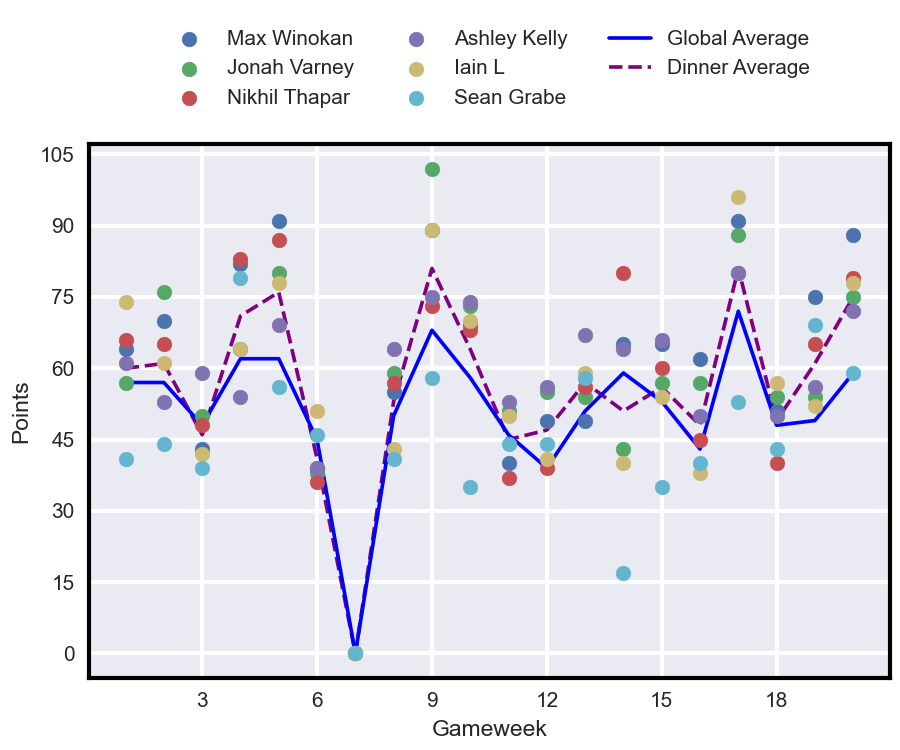 Max Winokan
Jonah Varney
Nikhil Thapar
Ashley Kelly
Iain L
Sean Grabe
Global Average
Dinner Average
105
90
75
60
45
30
15
0
Points
3 6 9 12 15 18
Gameweek